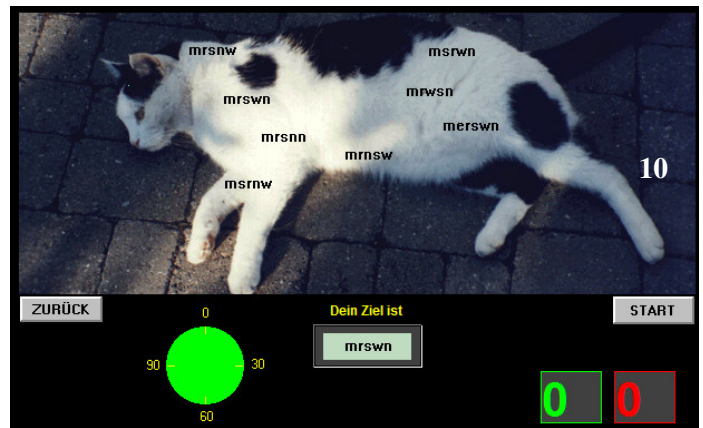 mrsnw
msrwn
mrwsn
mrswn
merswn
mrsnn
mrnsw
10
msrnw
ZURÜCK
0
Dein Ziel ist
START
mrswn
90
30
60
0
0